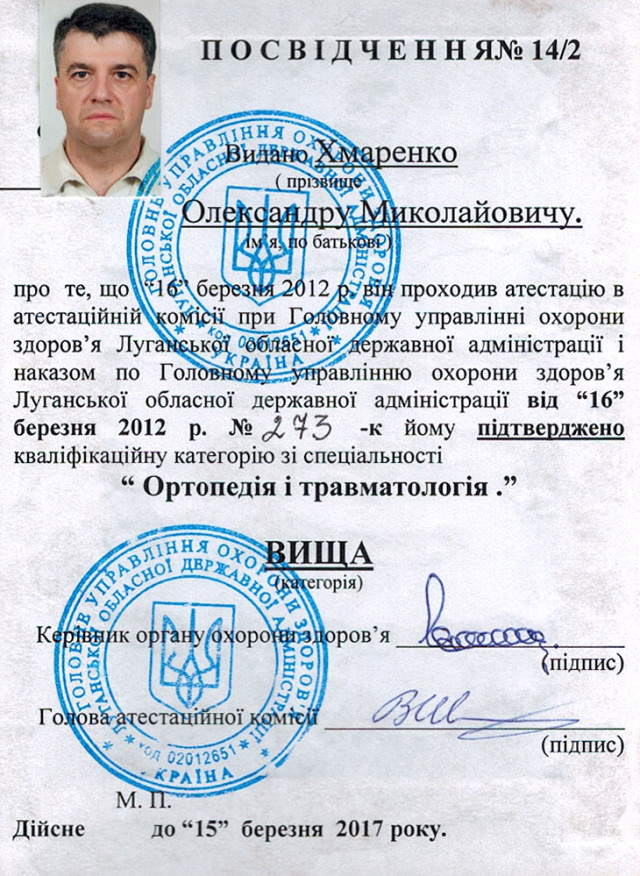 ПОСВІДЧЕННЯ№ 14/2
Видано Хмаренко
( прізвище
Олександру Миколайовичу.
ім’я, по батькові )
про те, що “16” березня 2012 р. він проходив атестацію в
атестаційній комісії при Головному управлінні охорони
здоров’я Луганської обласної державної адміністрації і
наказом по Головному управлінню охорони здоров’я
Луганської обласної державної адміністрації від “16”
березня 2012 р. № 273 -к йому підтверджено
кваліфікаційну категорію зі спеціальності
“ Ортопедія і травматологія .”
ВИЩА
(категорія)
Керівник органу охорони здоров’я
(підпис)
Голова атестаційної комісії
(підпис)
М. П.
Дійсне до “15” березня 2017 року.
ГОЛОВНЕ УПРАВЛІННЯ ОХОРОНИ ЗДОРОВ’Я
ЛУГАНСЬКОЇ ОБЛАСНОЇ ДЕРЖАВНОЇ АДМІНІСТРАЦІЇ
* код 02012651 *
* УКРАЇНА *
ГОЛОВНЕ УПРАВЛІННЯ ОХОРОНИ ЗДОРОВ’Я
ЛУГАНСЬКОЇ ОБЛАСНОЇ ДЕРЖАВНОЇ АДМІНІСТРАЦІЇ
* код 02012651 *
* УКРАЇНА *